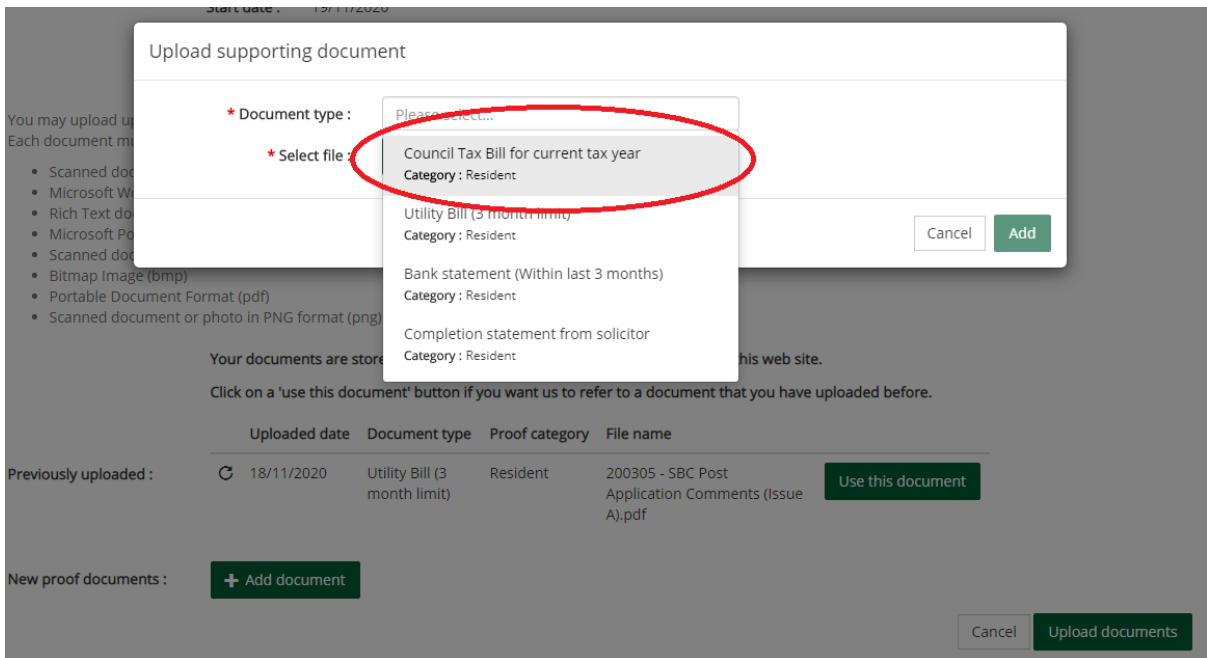 Start date : 19/11/2020
Upload supporting document
* Document type :
Please select...
You may upload up
Each document mu
* Select file :
Council Tax Bill for current tax year
Category : Resident
Utility Bill (3 month limit)
Category : Resident
Bank statement (Within last 3 months)
Category : Resident
Completion statement from solicitor
Category : Resident
Cancel
Add
• Scanned doc
• Microsoft Wo
• Rich Text do
• Microsoft Po
• Scanned doc
• Bitmap Image (bmp)
• Portable Document Format (pdf)
• Scanned document or photo in PNG format (png)
Your documents are store his web site.
Click on a 'use this document' button if you want us to refer to a document that you have uploaded before.
Uploaded date Document type Proof category File name
Previously uploaded :
18/11/2020
Utility Bill (3
month limit)
Resident
200305 - SBC Post
Application Comments (Issue
A).pdf
Use this document
New proof documents :
+ Add document
Cancel
Upload documents